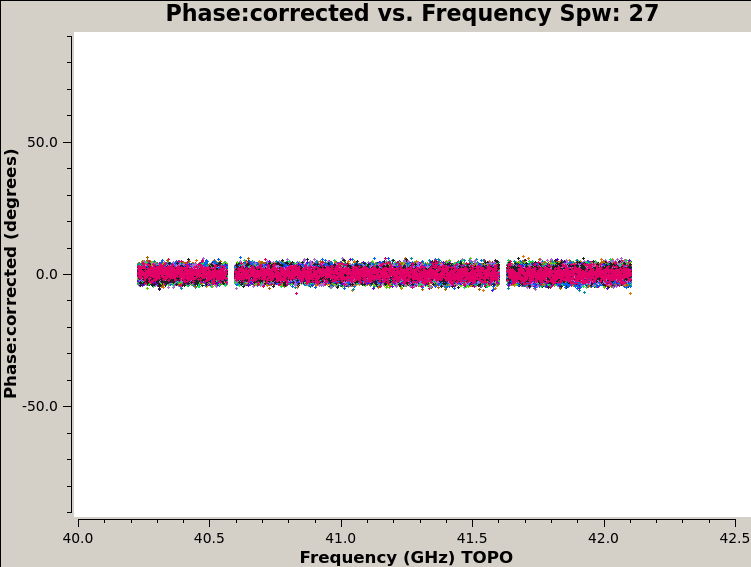 Phase:corrected vs. Frequency Spw: 27
Phase:corrected (degrees)
50.0
0.0
-50.0
40.0 40.5 41.0 41.5 42.0 42.5
Frequency (GHz) TOPO